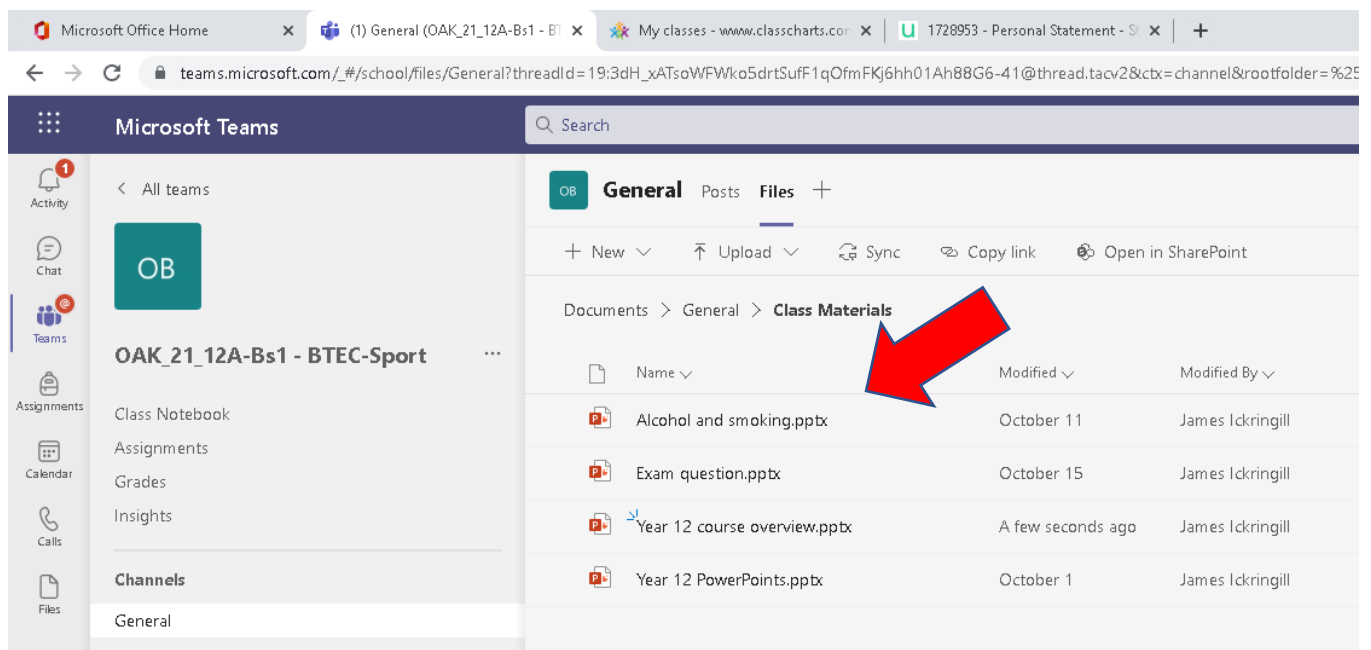 Microsoft Office Home
(1) General (OAK_21_12A-Bs1 - BT
My classes - www.classcharts.cor
U 1728953 - Personal Statement - St
teams.microsoft.com/_#/school/files/General?threadId=19:3dH_xATsoWFWko5drtSufF1qOfmFKj6hh01Ah88G6-41@thread.tacv2&ctx=channel&rootfolder=%25
Microsoft Teams
Search
1
Activity
Chat
@
Teams
Assignments
Calendar
Calls
Files
All teams
OB
OAK_21_12A-Bs1 - BTEC-Sport ...
Class Notebook
Assignments
Grades
Insights
Channels
General
OB General Posts Files +
+ New Upload Sync Copy link Open in SharePoint
Documents > General > Class Materials
Name Modified Modified By
Alcohol and smoking.pptx October 11 James Ickringill
Exam question.pptx October 15 James Ickringill
Year 12 course overview.pptx A few seconds ago James Ickringill
Year 12 PowerPoints.pptx October 1 James Ickringill